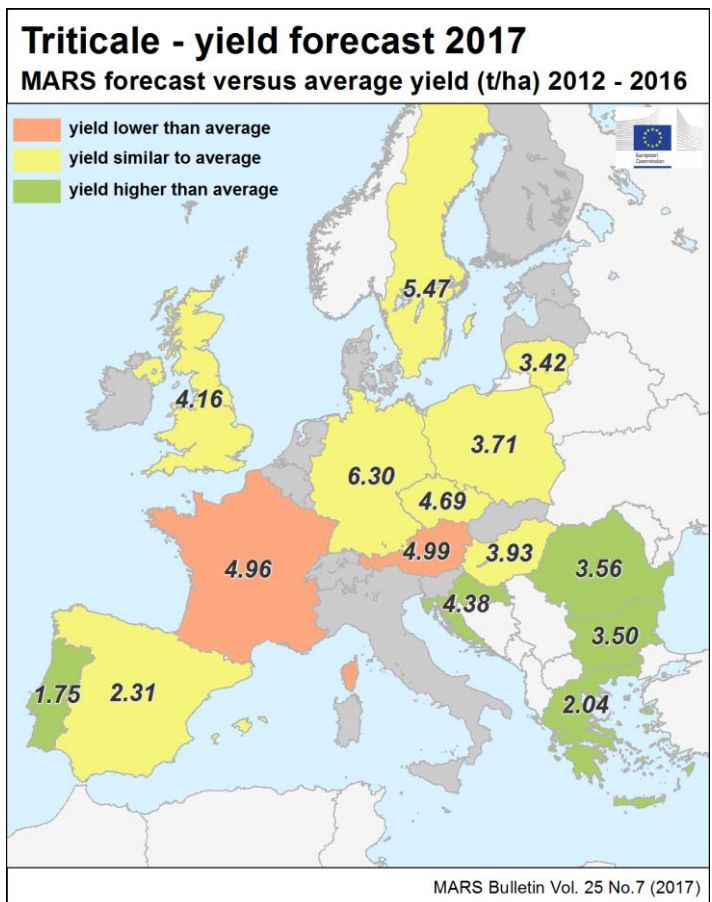 Triticale - yield forecast 2017
MARS forecast versus average yield (t/ha) 2012 - 2016
yield lower than average
yield similar to average
yield higher than average
European
Commission
5.47
3.42
4.16
3.71
6.30
4.69
4.99
3.93
4.96
3.56
4.38
3.50
1.75
2.31
2.04
MARS Bulletin Vol. 25 No.7 (2017)